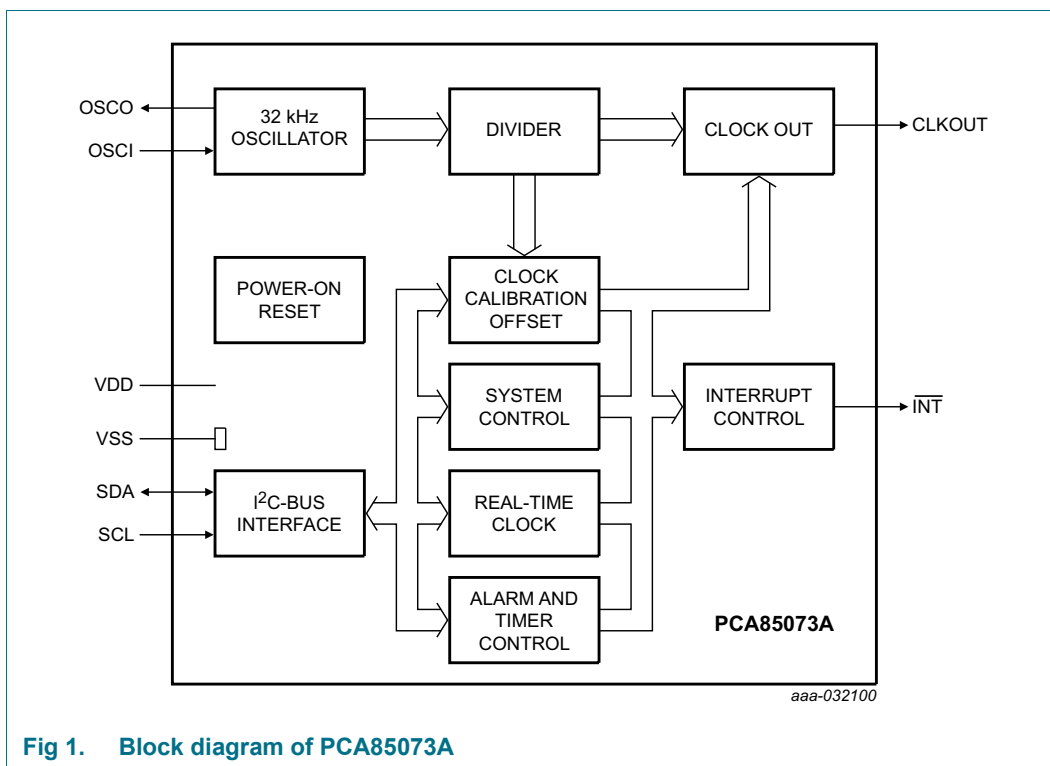 OSCO
OSCI
32 kHz
OSCILLATOR
DIVIDER
CLOCK OUT
CLKOUT
POWER-ON
RESET
CLOCK
CALIBRATION
OFFSET
VDD
VSS
SYSTEM
CONTROL
INTERRUPT
CONTROL
INT
SDA
SCL
I2C-BUS
INTERFACE
REAL-TIME
CLOCK
ALARM AND
TIMER
CONTROL
PCA85073A
aaa-032100
Fig 1. Block diagram of PCA85073A